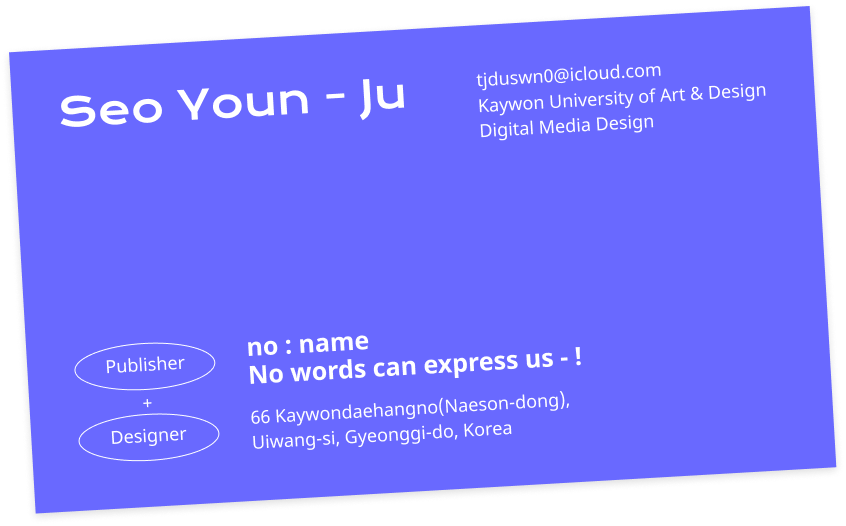 Seo Youn - Ju
tjduswn0@icloud.com
Kaywon University of Art & Design
Digital Media Design
Publisher
+
Designer
no : name
No words can express us - !
66 Kaywondaehangno(Naeson-dong),
Uiwang-si, Gyeonggi-do, Korea